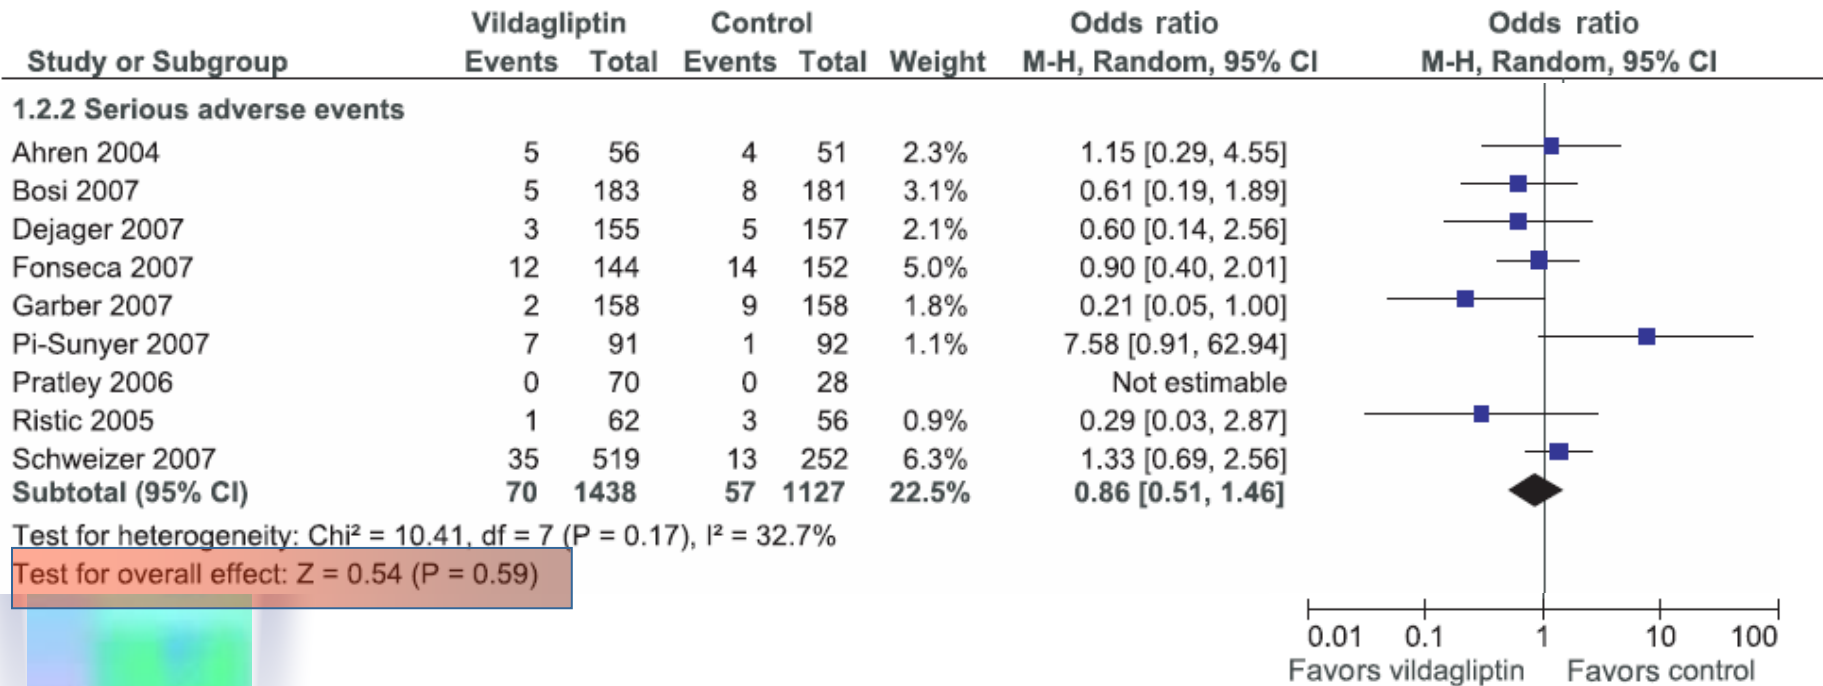 Vildagliptin Control Odds ratio Odds ratio
Study or Subgroup Events Total Events Total Weight M-H, Random, 95% CI M-H, Random, 95% CI
1.2.2 Serious adverse events
Ahren 2004 5 56 4 51 2.3% 1.15 [0.29, 4.55]
Bosi 2007 5 183 8 181 3.1% 0.61 [0.19, 1.89]
Dejager 2007 3 155 5 157 2.1% 0.60 [0.14, 2.56]
Fonseca 2007 12 144 14 152 5.0% 0.90 [0.40, 2.01]
Garber 2007 2 158 9 158 1.8% 0.21 [0.05, 1.00]
Pi-Sunyer 2007 7 91 1 92 1.1% 7.58 [0.91, 62.94]
Pratley 2006 0 70 0 28 Not estimable
Ristic 2005 1 62 3 56 0.9% 0.29 [0.03, 2.87]
Schweizer 2007 35 519 13 252 6.3% 1.33 [0.69, 2.56]
Subtotal (95% CI) 70 1438 57 1127 22.5% 0.86 [0.51, 1.46]
Test for heterogeneity: Chi² = 10.41, df = 7 (P = 0.17), I² = 32.7%
Test for overall effect: Z = 0.54 (P = 0.59)
0.01 0.1 1 10 100
Favors vildagliptin Favors control